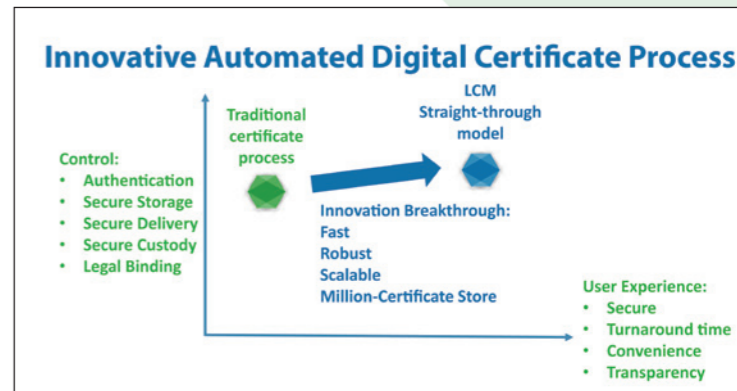 Innovative Automated Digital Certificate Process
LCM
Straight-through
model
Traditional
certificate
process
Control:
• Authentication
• Secure Storage
• Secure Delivery
• Secure Custody
• Legal Binding
Innovation Breakthrough:
Fast
Robust
Scalable
Million-Certificate Store
User Experience:
• Secure
• Turnaround time
• Convenience
• Transparency